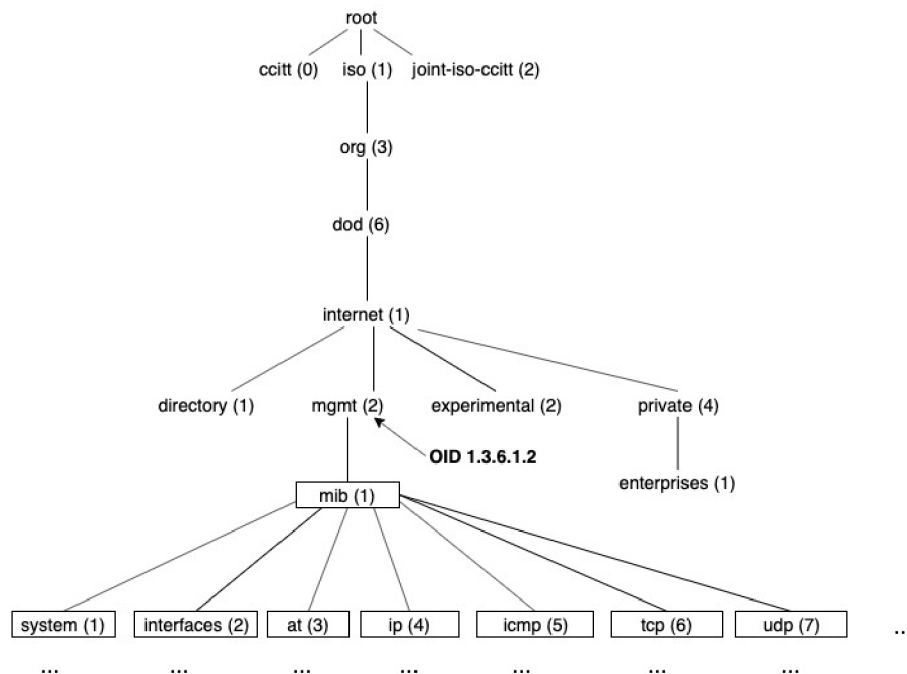 root
ccitt (0) iso (1) joint-iso-ccitt (2)
org (3)
dod (6)
internet (1)
directory (1) mgmt (2) experimental (2) private (4)
OID 1.3.6.1.2
enterprises (1)
mib (1)
system (1) interfaces (2) at (3) ip (4) icmp (5) tcp (6) udp (7) ..
... ... ... ... ... ... ...